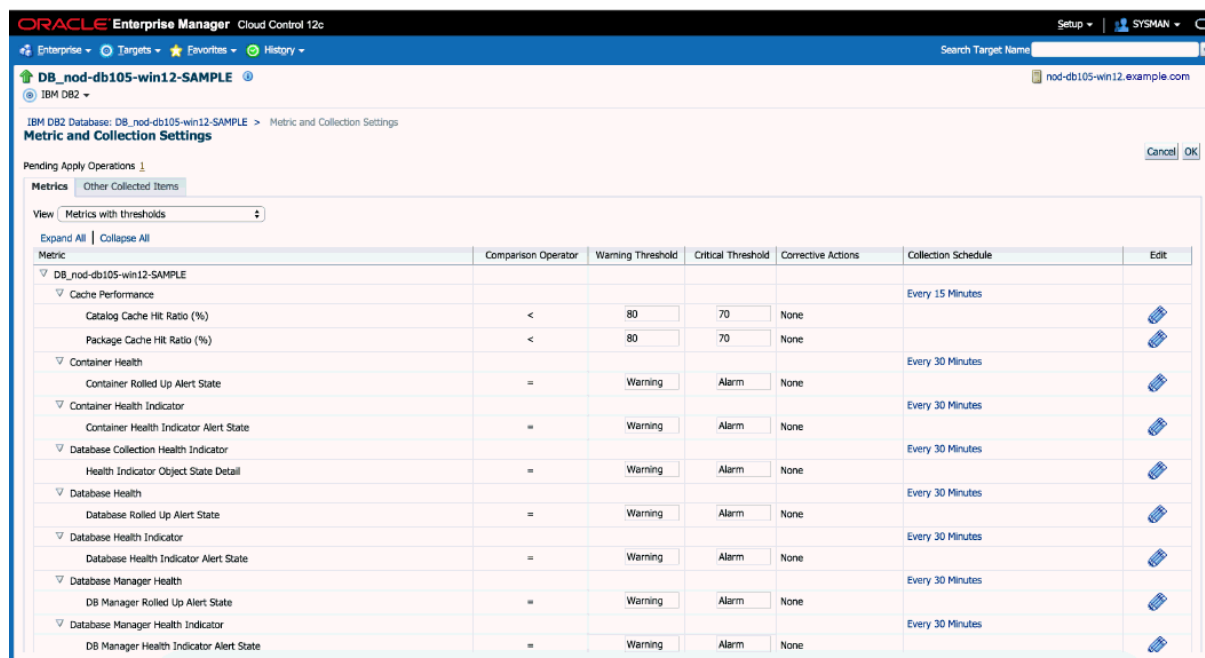 ORACLE Enterprise Manager Cloud Control 12c Setup SYSMAN
Enterprise Targets Favorites History Search Target Name
DB_nod-db105-win12-SAMPLE nod-db105-win12.example.com
IBM DB2
IBM DB2 Database: DB_nod-db105-win12-SAMPLE > Metric and Collection Settings
Metric and Collection Settings
Cancel OK
Pending Apply Operations 1
Metrics Other Collected Items
View Metrics with thresholds
Expand All | Collapse All
Metric Comparison Operator Warning Threshold Critical Threshold Corrective Actions Collection Schedule Edit
DB_nod-db105-win12-SAMPLE
Cache Performance Every 15 Minutes
Catalog Cache Hit Ratio (%) < 80 70 None
Package Cache Hit Ratio (%) < 80 70 None
Container Health Every 30 Minutes
Container Rolled Up Alert State = Warning Alarm None
Container Health Indicator Every 30 Minutes
Container Health Indicator Alert State = Warning Alarm None
Database Collection Health Indicator Every 30 Minutes
Health Indicator Object State Detail = Warning Alarm None
Database Health Every 30 Minutes
Database Rolled Up Alert State = Warning Alarm None
Database Health Indicator Every 30 Minutes
Database Health Indicator Alert State = Warning Alarm None
Database Manager Health Every 30 Minutes
DB Manager Rolled Up Alert State = Warning Alarm None
Database Manager Health Indicator Every 30 Minutes
DB Manager Health Indicator Alert State = Warning Alarm None